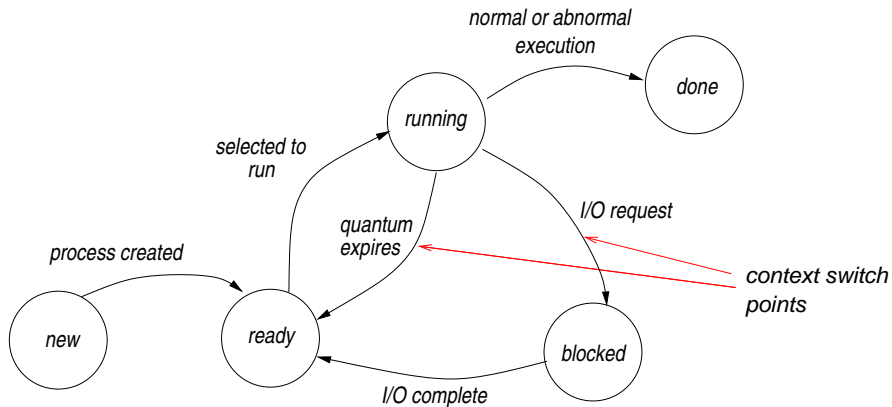 normal or abnormal
execution
done
running
selected to
run
quantum
expires
I/O request
process created
context switch
points
new
ready
blocked
I/O complete